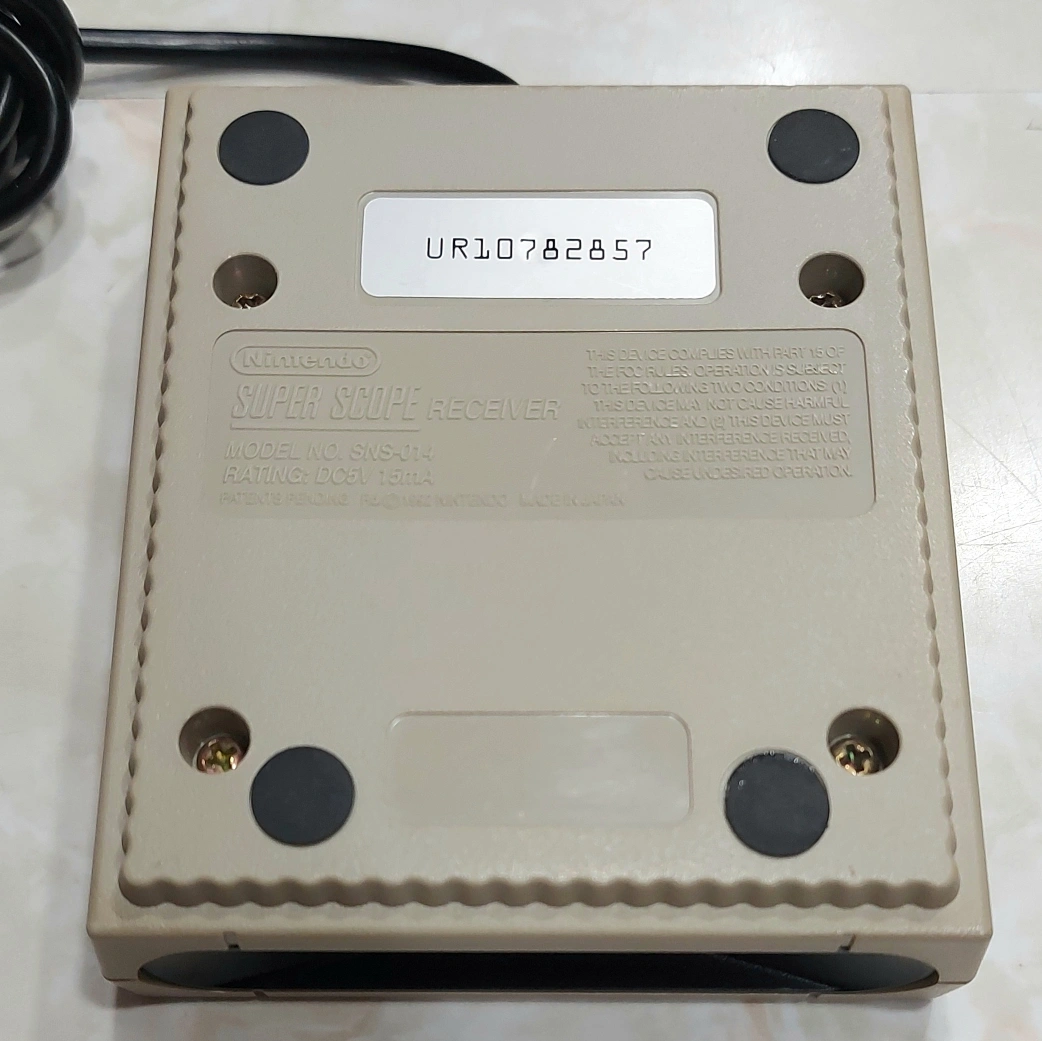 UR10782857
Nintendo
SUPER SCOPE RECEIVER
MODEL NO. SNS-014
RATING: DC5V 15mA
PATENTS PENDING Pd.©1992 NINTENDO MADE IN JAPAN
THIS DEVICE COMPLIES WITH PART 15 OF
THE FCC RULES. OPERATION IS SUBJECT
TO THE FOLLOWING TWO CONDITIONS: (1)
THIS DEVICE MAY NOT CAUSE HARMFUL
INTERFERENCE AND (2) THIS DEVICE MUST
ACCEPT ANY INTERFERENCE RECEIVED,
INCLUDING INTERFERENCE THAT MAY
CAUSE UNDESIRED OPERATION.